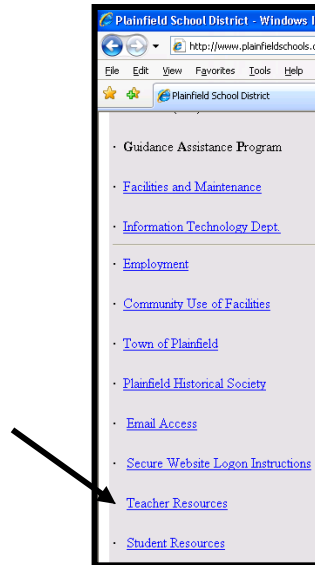 Plainfield School District - Windows I
http://www.plainfieldschools.
File Edit View Favorites Tools Help
Plainfield School District
· Guidance Assistance Program
· Facilities and Maintenance
· Information Technology Dept.
· Employment
· Community Use of Facilities
· Town of Plainfield
· Plainfield Historical Society
· Email Access
· Secure Website Logon Instructions
· Teacher Resources
· Student Resources